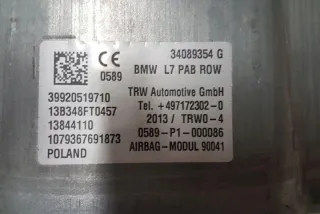 CE
0589
34089354 G
BMW L7 PAB ROW
39920519710
13B348FT0457
13844110
1079367691873
POLAND
TRW Automotive GmbH
Tel. +497172302-0
2013 / TRW0-4
0589-P1-000086
AIRBAG-MODUL 90041